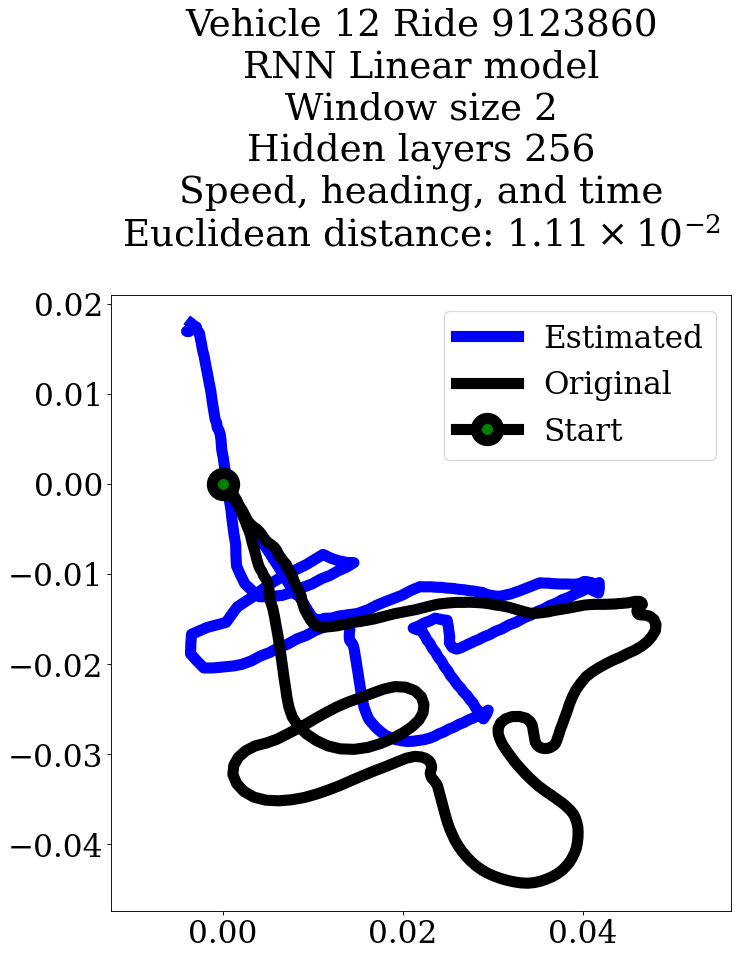 Vehicle 12 Ride 9123860
RNN Linear model
Window size 2
Hidden layers 256
Speed, heading, and time
Euclidean distance: 1.11 × 10⁻²
0.02
0.01
0.00
−0.01
−0.02
−0.03
−0.04
Estimated
Original
Start
0.00 0.02 0.04